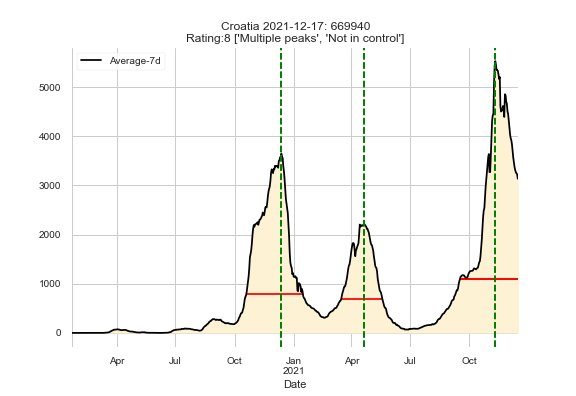 Croatia 2021-12-17: 669940
Rating:8 ['Multiple peaks', 'Not in control']
Average-7d
5000
4000
3000
2000
1000
0
Apr Jul Oct Jan Apr Jul Oct
2021
Date